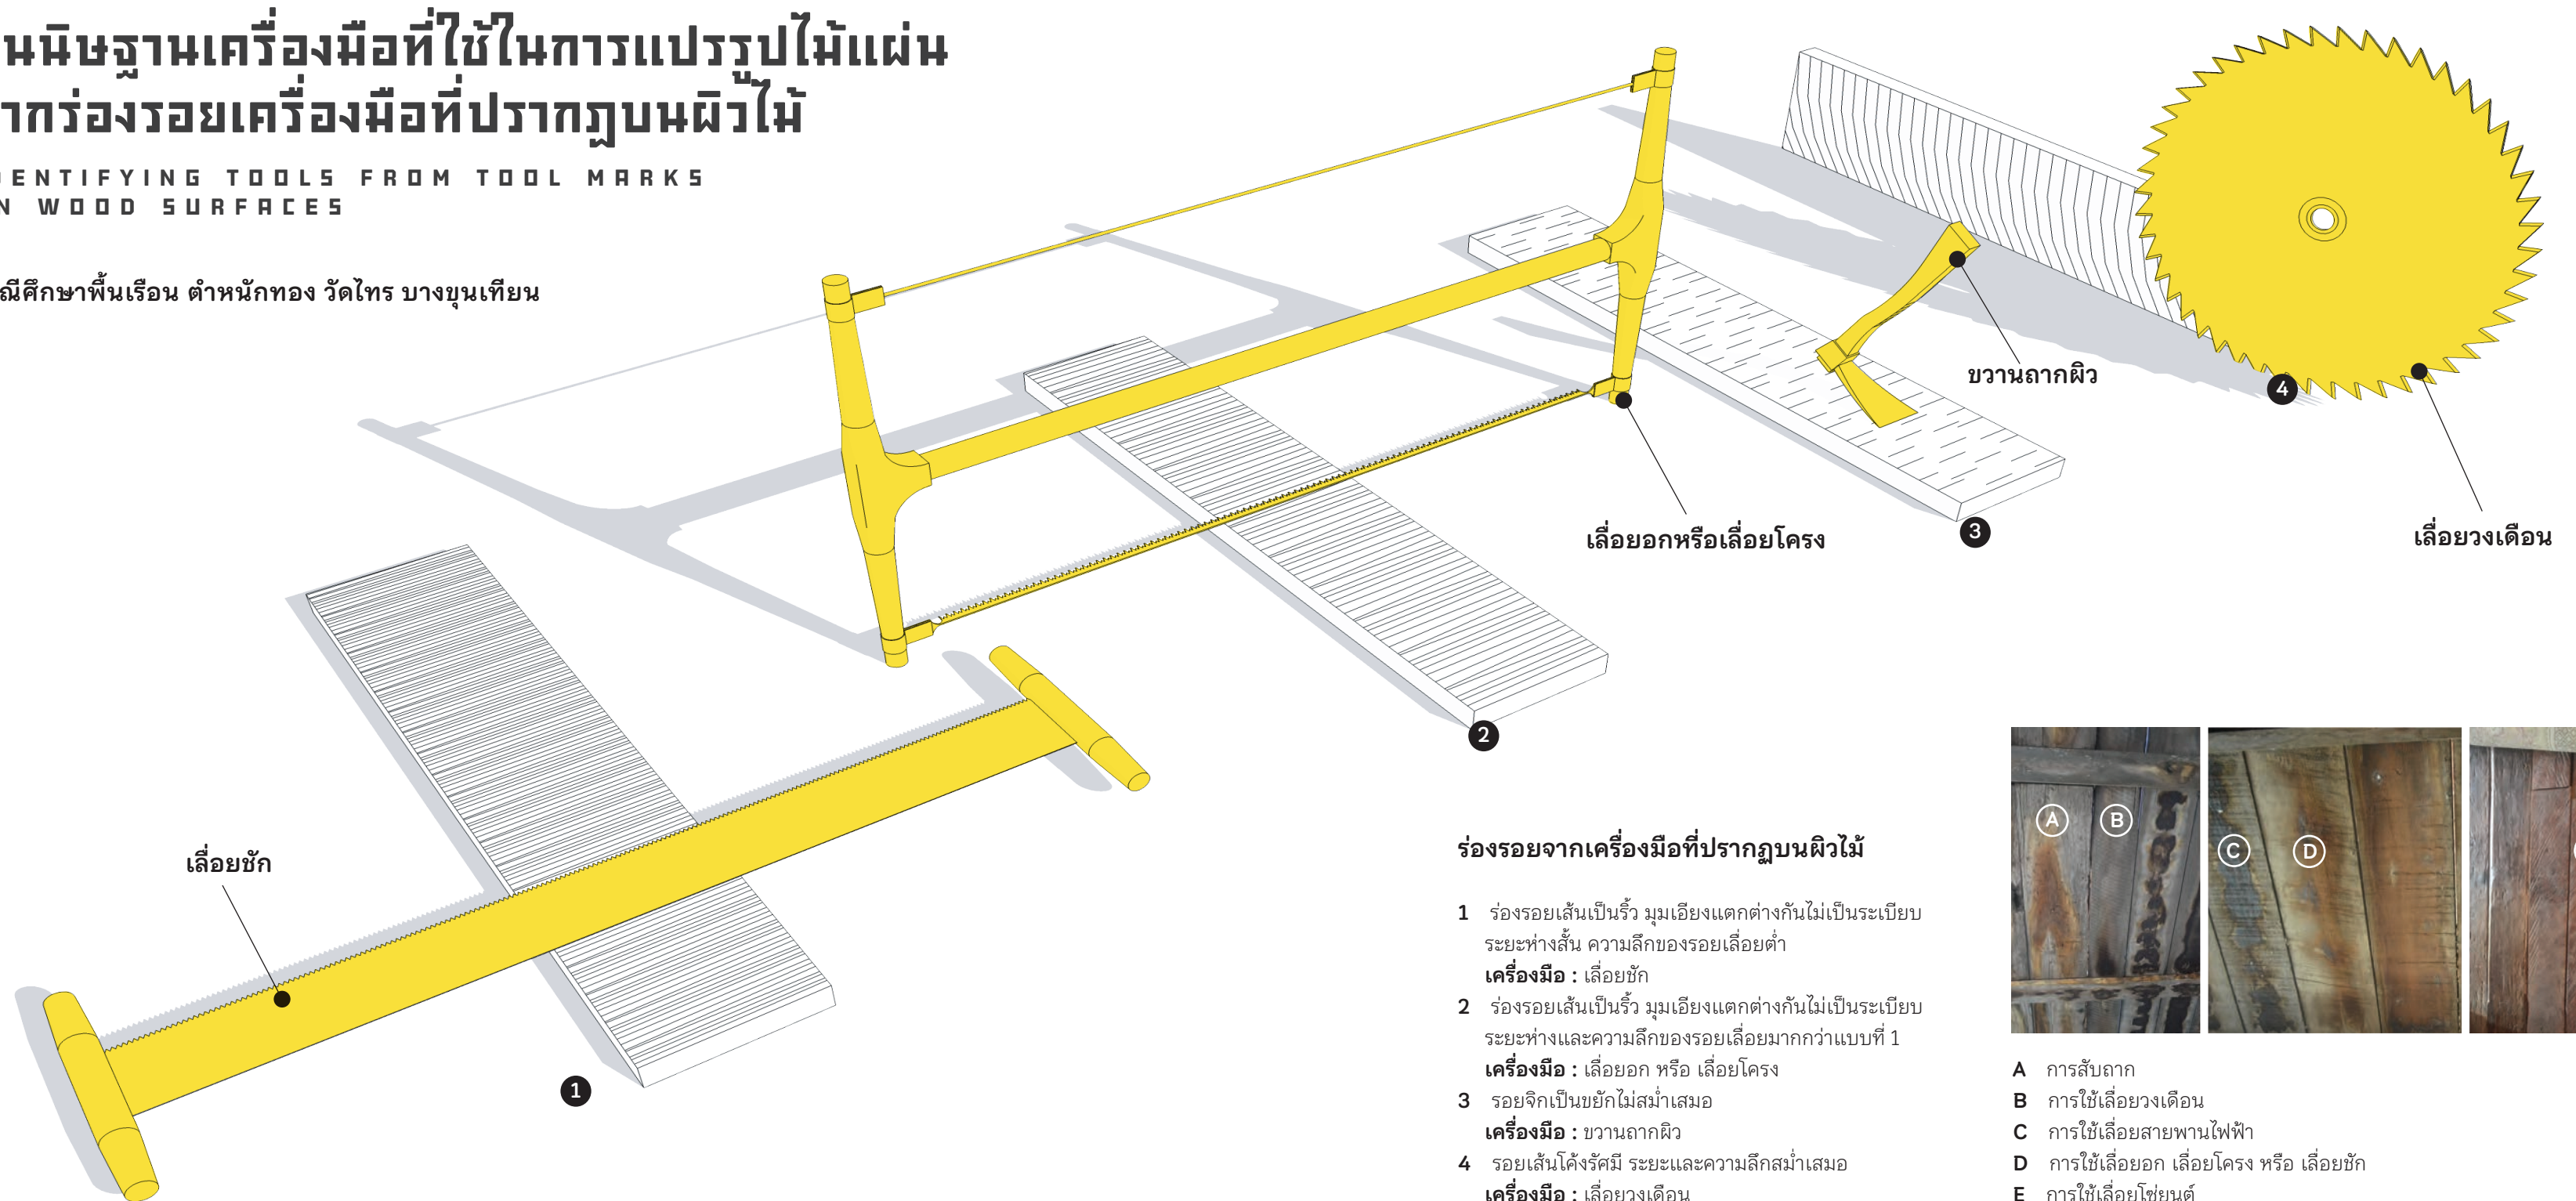 นนิษฐานเครื่องมือที่ใช้ในการแปรรูปไม้แผ่น
ากร่องรอยเครื่องมือที่ปรากฏบนผิวไม้
DENTIFYING TOOLS FROM TOOL MARKS
N WOOD SURFACES
ณีศึกษาพื้นเรือน ตำหนักทอง วัดไทร บางขุนเทียน
ขวานถากผิว
4
เลื่อยอกหรือเลื่อยโครง
3
เลื่อยวงเดือน
2
เลื่อยชัก
1
ร่องรอยจากเครื่องมือที่ปรากฏบนผิวไม้
1 ร่องรอยเส้นเป็นริ้ว มุมเอียงแตกต่างกันไม่เป็นระเบียบ
ระยะห่างสั้น ความลึกของรอยเลื่อยต่ำ
เครื่องมือ : เลื่อยชัก
2 ร่องรอยเส้นเป็นริ้ว มุมเอียงแตกต่างกันไม่เป็นระเบียบ
ระยะห่างและความลึกของรอยเลื่อยมากกว่าแบบที่ 1
เครื่องมือ : เลื่อยอก หรือ เลื่อยโครง
3 รอยจิกเป็นขยักไม่สม่ำเสมอ
เครื่องมือ : ขวานถากผิว
4 รอยเส้นโค้งรัศมี ระยะและความลึกสม่ำเสมอ
เครื่องมือ : เลื่อยวงเดือน
A
B
C
D
A การสับถาก
B การใช้เลื่อยวงเดือน
C การใช้เลื่อยสายพานไฟฟ้า
D การใช้เลื่อยอก เลื่อยโครง หรือ เลื่อยชัก
E การใช้เลื่อยโซ่ยนต์